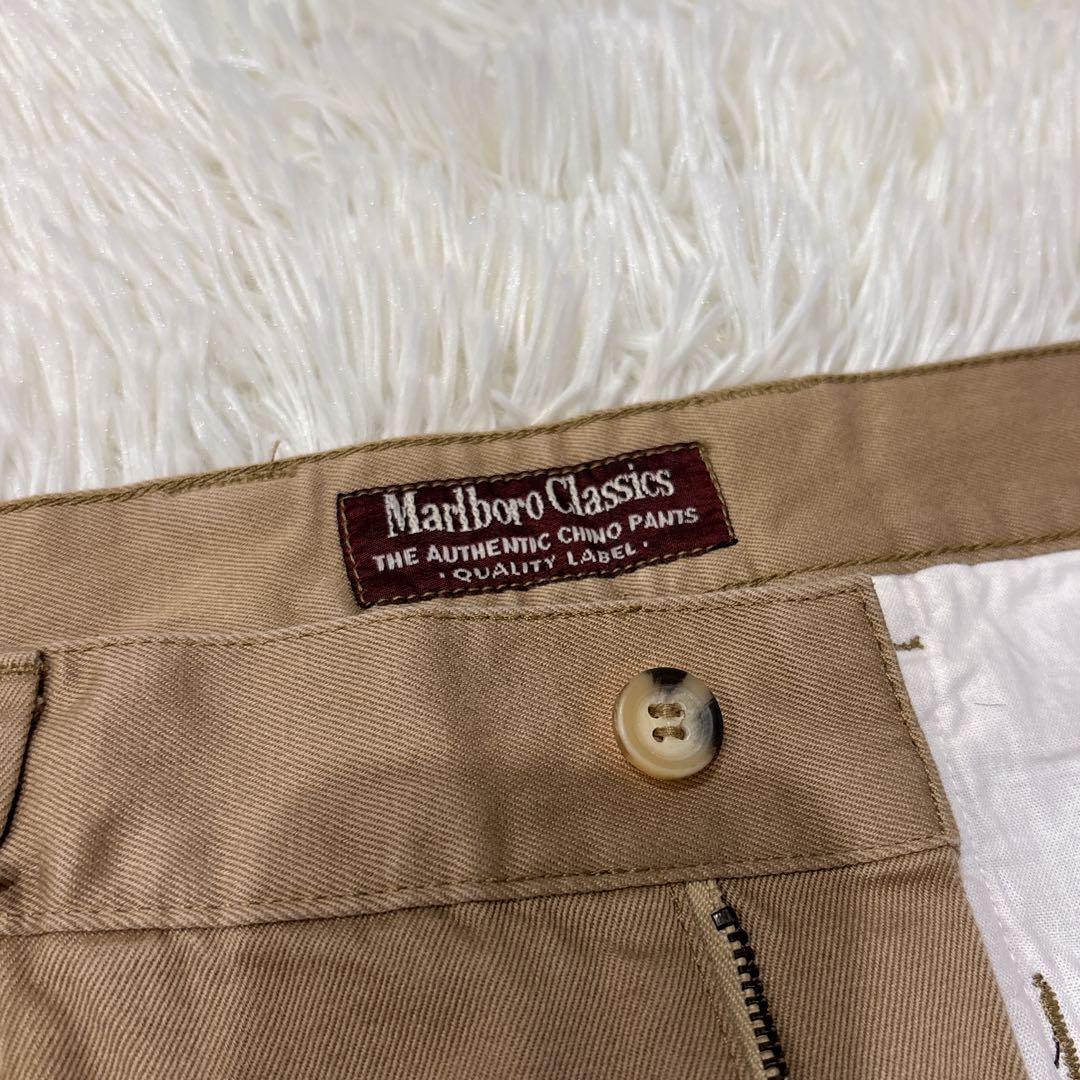 Marlboro Classics
THE AUTHENTIC CHINO PANTS
· QUALITY LABEL ·